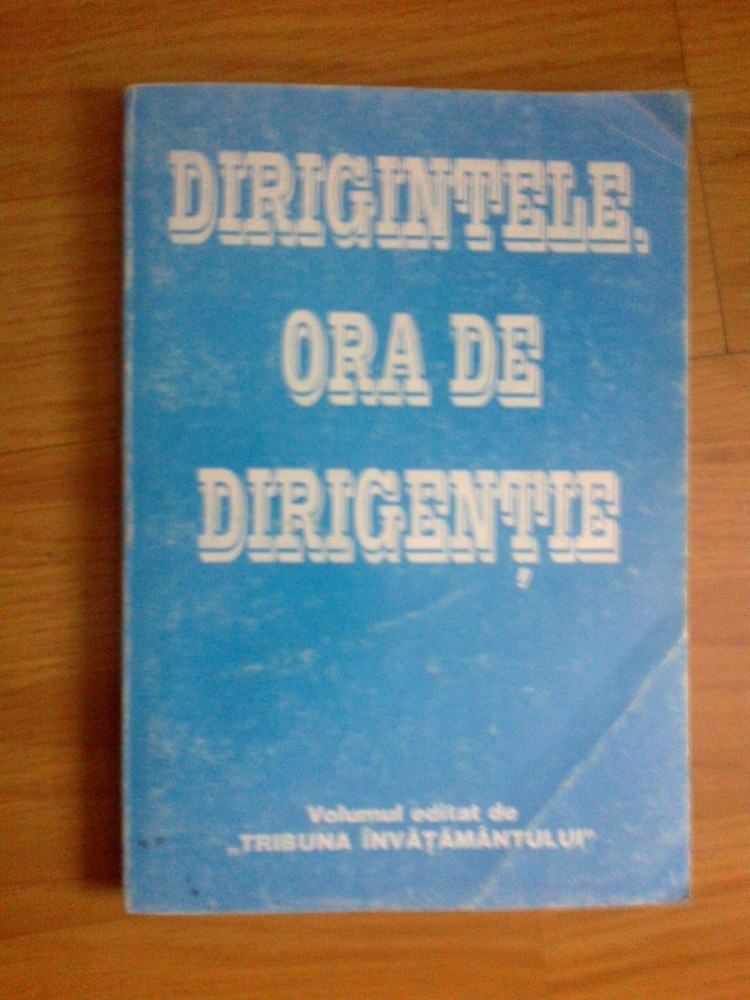 DIRIGINTELE,
ORA DE
DIRIGENȚIE
Volumul editat de
„TRIBUNA ÎNVĂȚĂMÂNTULUI”